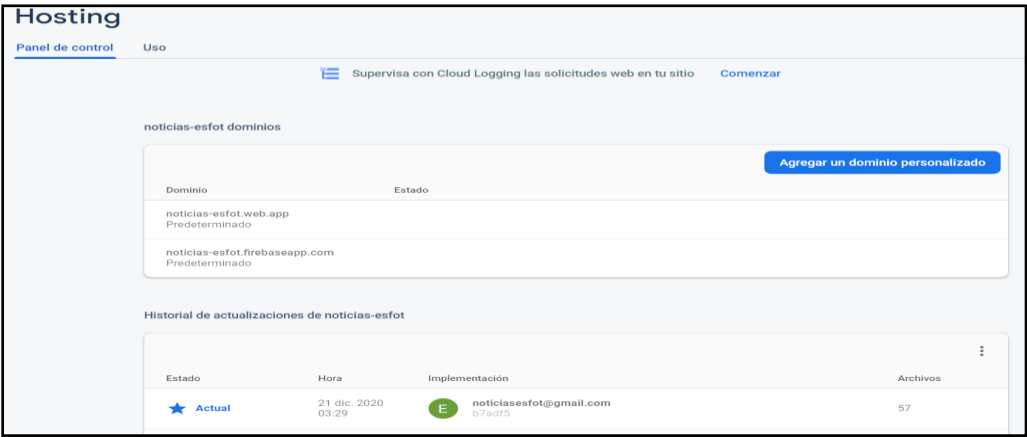 Hosting
Panel de control Uso
Supervisa con Cloud Logging las solicitudes web en tu sitio Comenzar
noticias-esfot dominios
Agregar un dominio personalizado
Dominio Estado
noticias-esfot.web.app
Predeterminado
noticias-esfot.firebaseapp.com
Predeterminado
Historial de actualizaciones de noticias-esfot
Estado Hora Implementación Archivos
Actual 21 dic. 2020 03:29 E noticiasesfot@gmail.com b7adf5 57